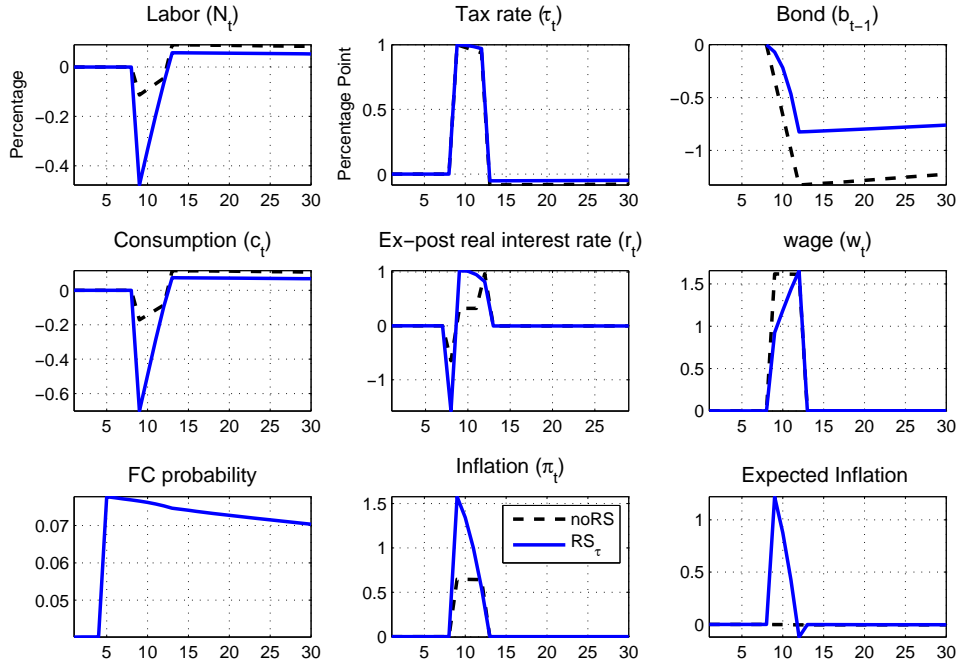 Labor (N_t) Tax rate (τ_t) Bond (b_{t−1})
Percentage
0
−0.2
−0.4
5 10 15 20 25 30
Percentage Point
1
0.5
0
5 10 15 20 25 30
0
−0.5
−1
5 10 15 20 25 30
Consumption (c_t) Ex−post real interest rate (r_t) wage (w_t)
0
−0.2
−0.4
−0.6
5 10 15 20 25 30
1
0
−1
5 10 15 20 25
1.5
1
0.5
0
5 10 15 20 25 30
FC probability Inflation (π_t) Expected Inflation
0.07
0.06
0.05
5 10 15 20 25 30
1.5
1
0.5
0
noRS
RS_τ
5 10 15 20 25 30
1
0.5
0
5 10 15 20 25 30